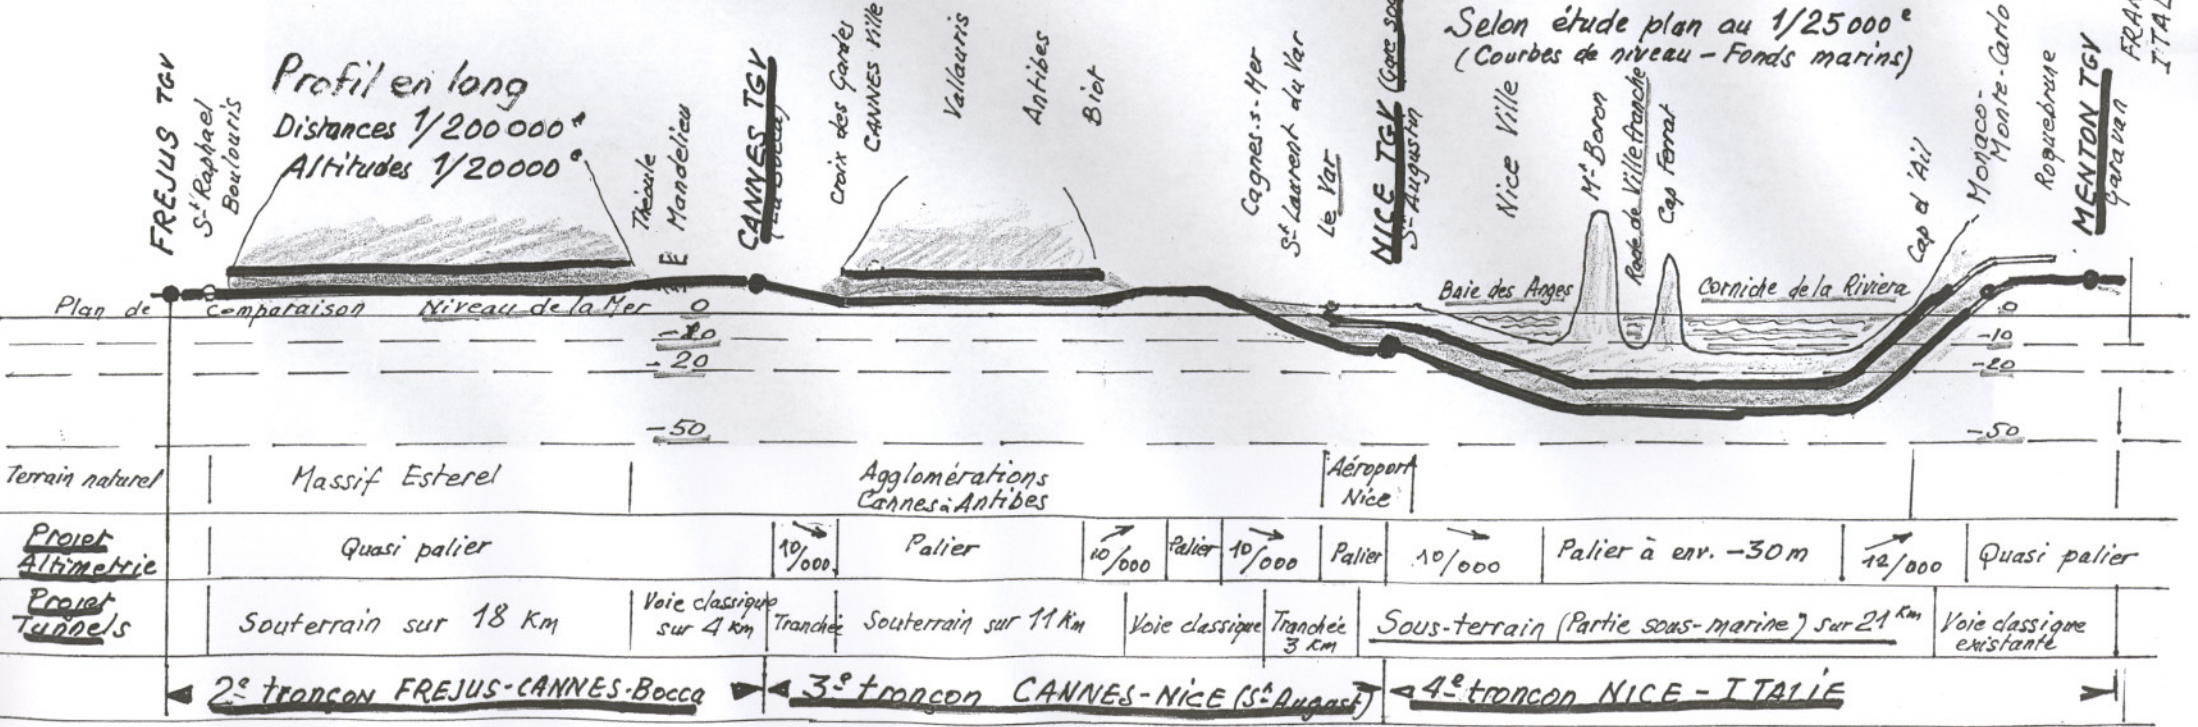 FREJUS TGV
St Raphael
Boulouris
Profil en long
Distances 1/200 000e
Altitudes 1/20000e
Théoule
Mandelieu
CANNES TGV
Croix des Gardes
CANNES Ville
Vallauris
Antibes
Biot
Cagnes.s-Mer
St Laurent du Var
Le Var
NICE TGV
St-Augustin
Selon étude plan au 1/25000e
(Courbes de niveau - Fonds marins)
Nice Ville
Mt Boron
Rade de Villefranche
Cap Ferrat
Cap d'Ail
Monaco-
Monte-Carlo
Roquebrune
MENTON TGV
Garavan
Baie des Anges
Corniche de la Riviera
Plan de comparaison Niveau de la Mer 0
0
-10
-10
-20
-20
-50
-50
Terrain naturel
Massif Esterel
Agglomérations
Cannes à Antibes
Aéroport
Nice
Projet
Altimetrie
Quasi palier
10/000
Palier
10/000
Palier
10/000
Palier
10/000
Palier à env. -30m
12/000
Quasi palier
Projet
Tunnels
Souterrain sur 18 Km
Voie classique
sur 4 Km
Tranchée
Souterrain sur 11 Km
Voie classique
Tranchée
3 Km
Sous-terrain (Partie sous-marine) sur 21 Km
Voie classique
existante
2e tronçon FREJUS-CANNES-Bocca
3e tronçon CANNES-NICE (St August)
4e tronçon NICE - ITALIE